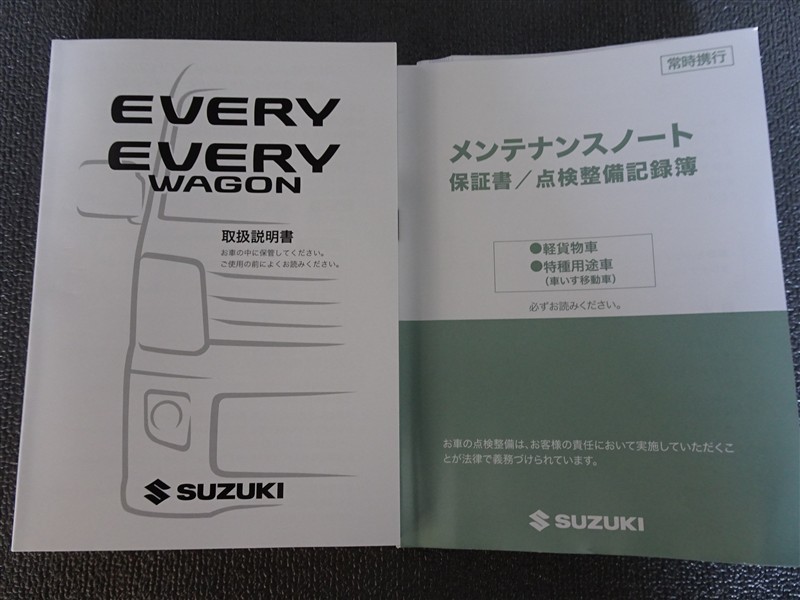 EVERY
EVERY
WAGON
取扱説明書
お車の中に保管してください。
ご使用の前によくお読みください。
SUZUKI
常時携行
メンテナンスノート
保証書／点検整備記録簿
●軽貨物車
●特種用途車
(車いす移動車)
必ずお読みください。
お車の点検整備は、お客様の責任において実施していただくこ
とが法律で義務づけられています。
SUZUKI